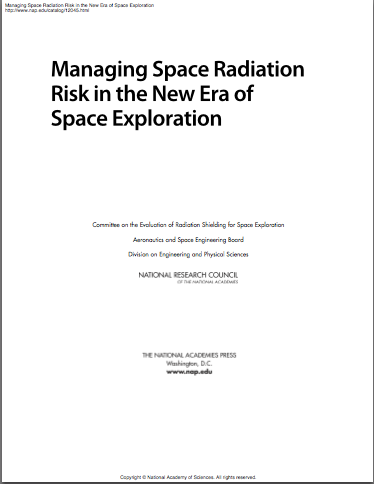 Managing Space Radiation Risk in the New Era of Space Exploration
http://www.nap.edu/catalog/12045.html
Managing Space Radiation
Risk in the New Era of
Space Exploration
Committee on the Evaluation of Radiation Shielding for Space Exploration
Aeronautics and Space Engineering Board
Division on Engineering and Physical Sciences
NATIONAL RESEARCH COUNCIL
OF THE NATIONAL ACADEMIES
THE NATIONAL ACADEMIES PRESS
Washington, D.C.
www.nap.edu
Copyright © National Academy of Sciences. All rights reserved.